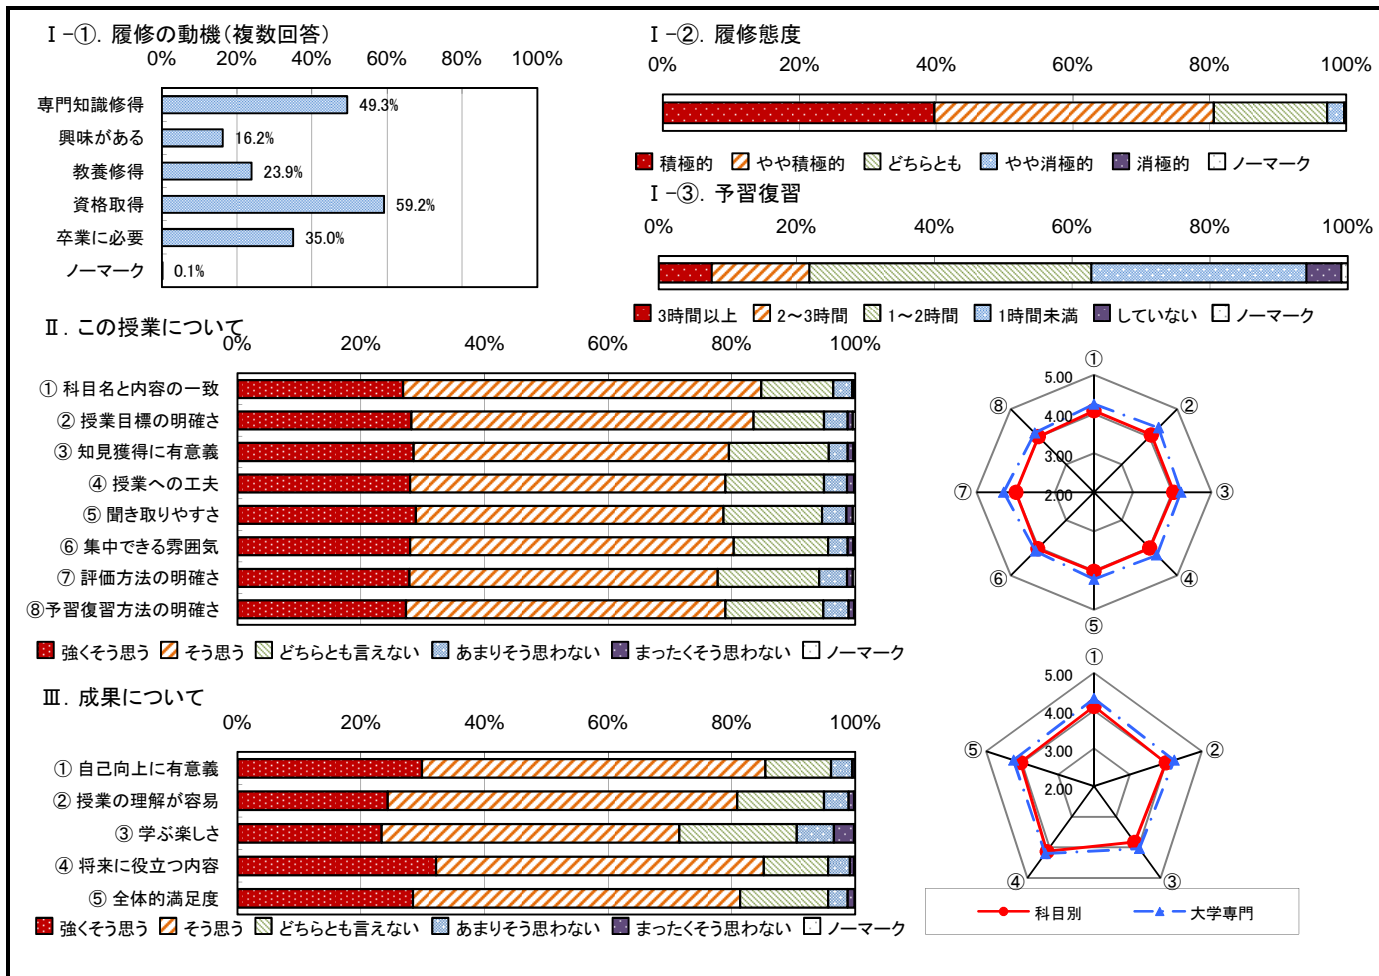 Ⅰ-①．履修の動機（複数回答）
0% 20% 40% 60% 80% 100%
専門知識修得 49.3%
興味がある 16.2%
教養修得 23.9%
資格取得 59.2%
卒業に必要 35.0%
ノーマーク 0.1%
Ⅰ-②．履修態度
0% 20% 40% 60% 80% 100%
積極的 やや積極的 どちらとも やや消極的 消極的 ノーマーク
Ⅰ-③．予習復習
0% 20% 40% 60% 80% 100%
3時間以上 2～3時間 1～2時間 1時間未満 していない ノーマーク
Ⅱ．この授業について
0% 20% 40% 60% 80% 100%
① 科目名と内容の一致
② 授業目標の明確さ
③ 知見獲得に有意義
④ 授業への工夫
⑤ 聞き取りやすさ
⑥ 集中できる雰囲気
⑦ 評価方法の明確さ
⑧予習復習方法の明確さ
強くそう思う そう思う どちらとも言えない あまりそう思わない まったくそう思わない ノーマーク
①
5.00
⑧ ②
4.00
3.00
⑦ 2.00 ③
⑥ ④
⑤
Ⅲ．成果について
0% 20% 40% 60% 80% 100%
① 自己向上に有意義
② 授業の理解が容易
③ 学ぶ楽しさ
④ 将来に役立つ内容
⑤ 全体的満足度
強くそう思う そう思う どちらとも言えない あまりそう思わない まったくそう思わない ノーマーク
①
5.00
4.00
⑤ 3.00 ②
2.00
④ ③
科目別 大学専門